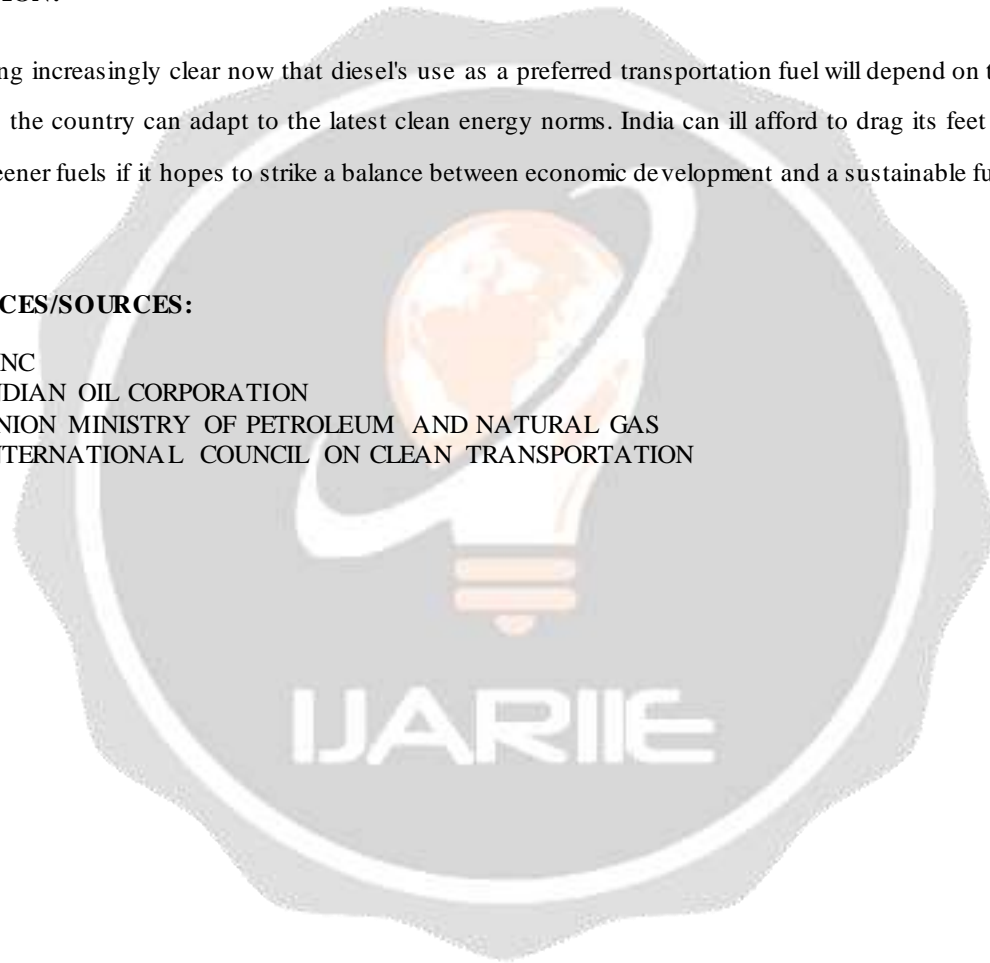 ng increasingly clear now that diesel's use as a preferred transportation fuel will depend on t
the country can adapt to the latest clean energy norms. India can ill afford to drag its feet
ener fuels if it hopes to strike a balance between economic development and a sustainable fu
CES/SOURCES:
NC
NDIAN OIL CORPORATION
NION MINISTRY OF PETROLEUM AND NATURAL GAS
NTERNATIONAL COUNCIL ON CLEAN TRANSPORTATION
IJARIIE